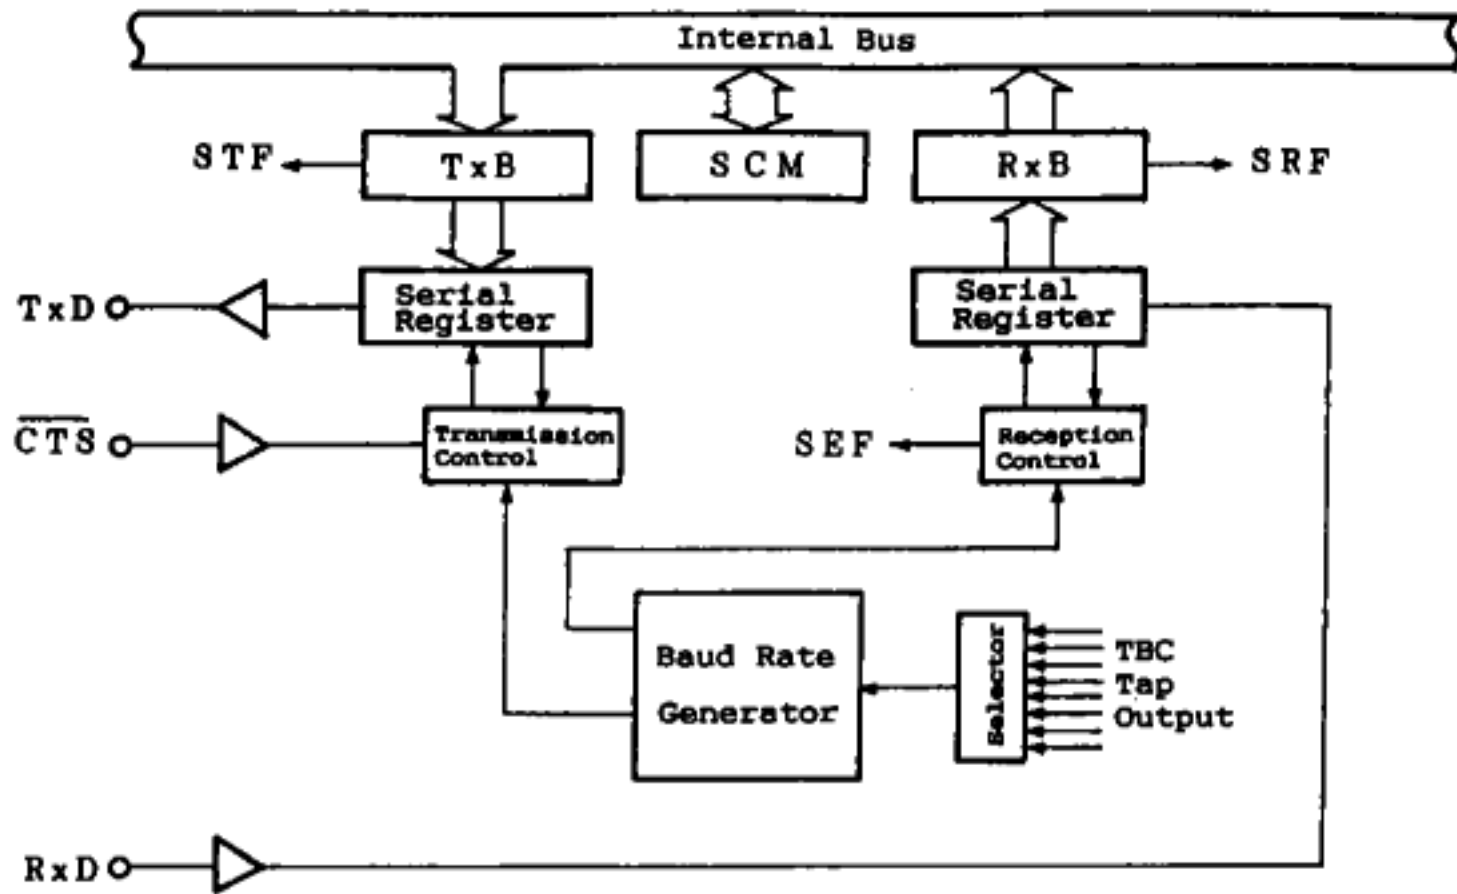 Internal Bus
STF
TxB
SCM
RxB
SRF
TxD
Serial
Register
Serial
Register
CTS
Transmission
Control
SEF
Reception
Control
Baud Rate
Generator
Selector
TBC
Tap
Output
RxD